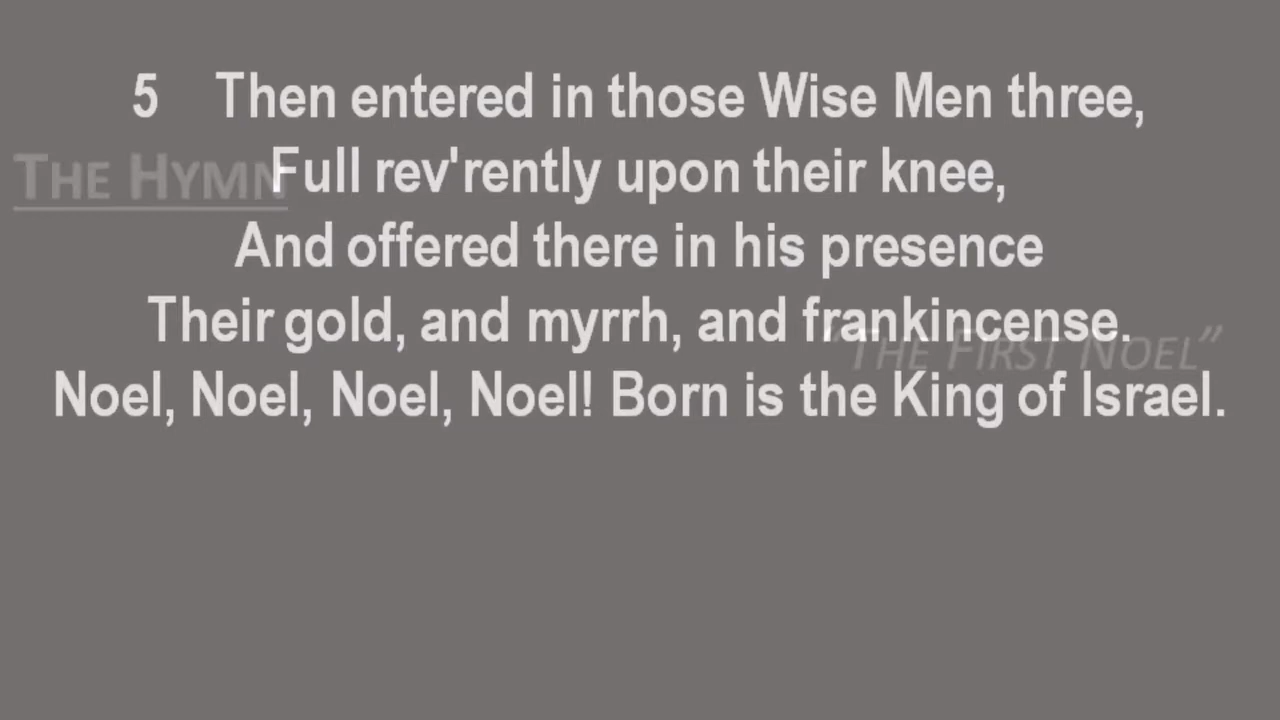 5 Then entered in those Wise Men three,
THE HYMN
Full rev'rently upon their knee,
And offered there in his presence
Their gold, and myrrh, and frankincense.
"THE FIRST NOEL"
Noel, Noel, Noel, Noel! Born is the King of Israel.